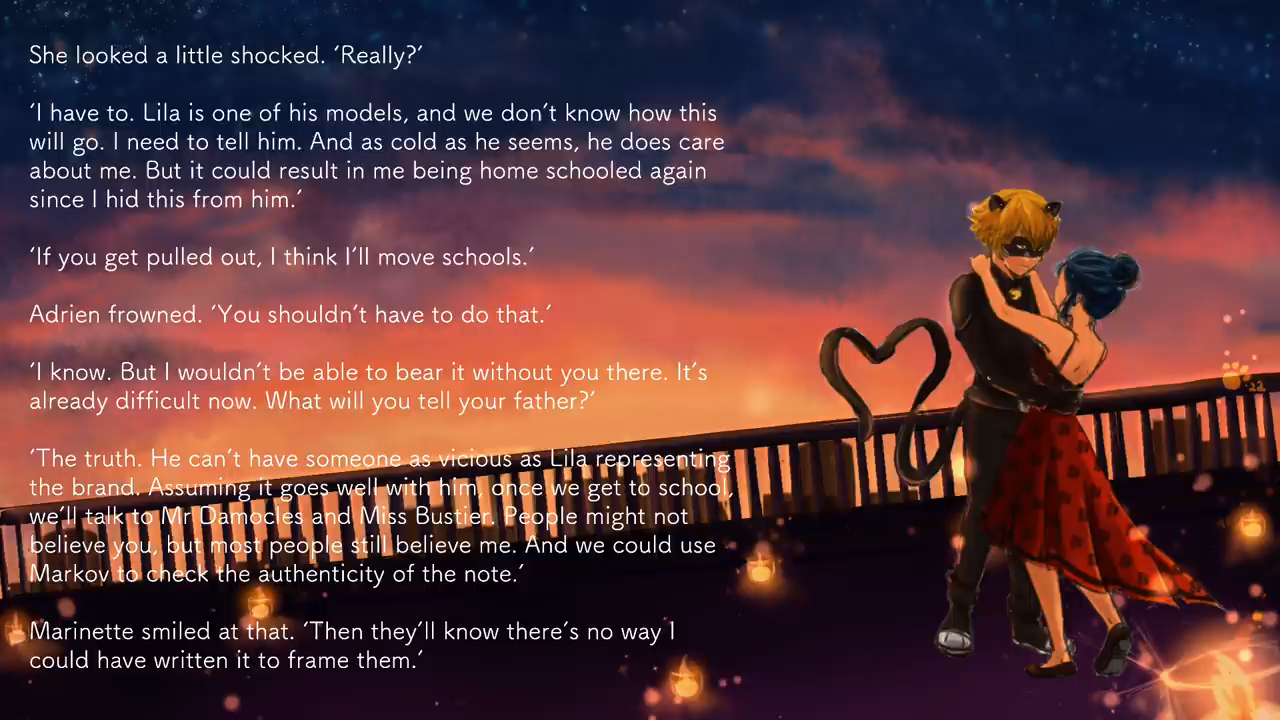 She looked a little shocked. ‘Really?’
‘I have to. Lila is one of his models, and we don’t know how this
will go. I need to tell him. And as cold as he seems, he does care
about me. But it could result in me being home schooled again
since I hid this from him.’
‘If you get pulled out, I think I’ll move schools.’
Adrien frowned. ‘You shouldn’t have to do that.’
‘I know. But I wouldn’t be able to bear it without you there. It’s
already difficult now. What will you tell your father?’
‘The truth. He can’t have someone as vicious as Lila representing
the brand. Assuming it goes well with him, once we get to school,
we’ll talk to Mr Damocles and Miss Bustier. People might not
believe you, but most people still believe me. And we could use
Markov to check the authenticity of the note.’
Marinette smiled at that. ‘Then they’ll know there’s no way I
could have written it to frame them.’
'22